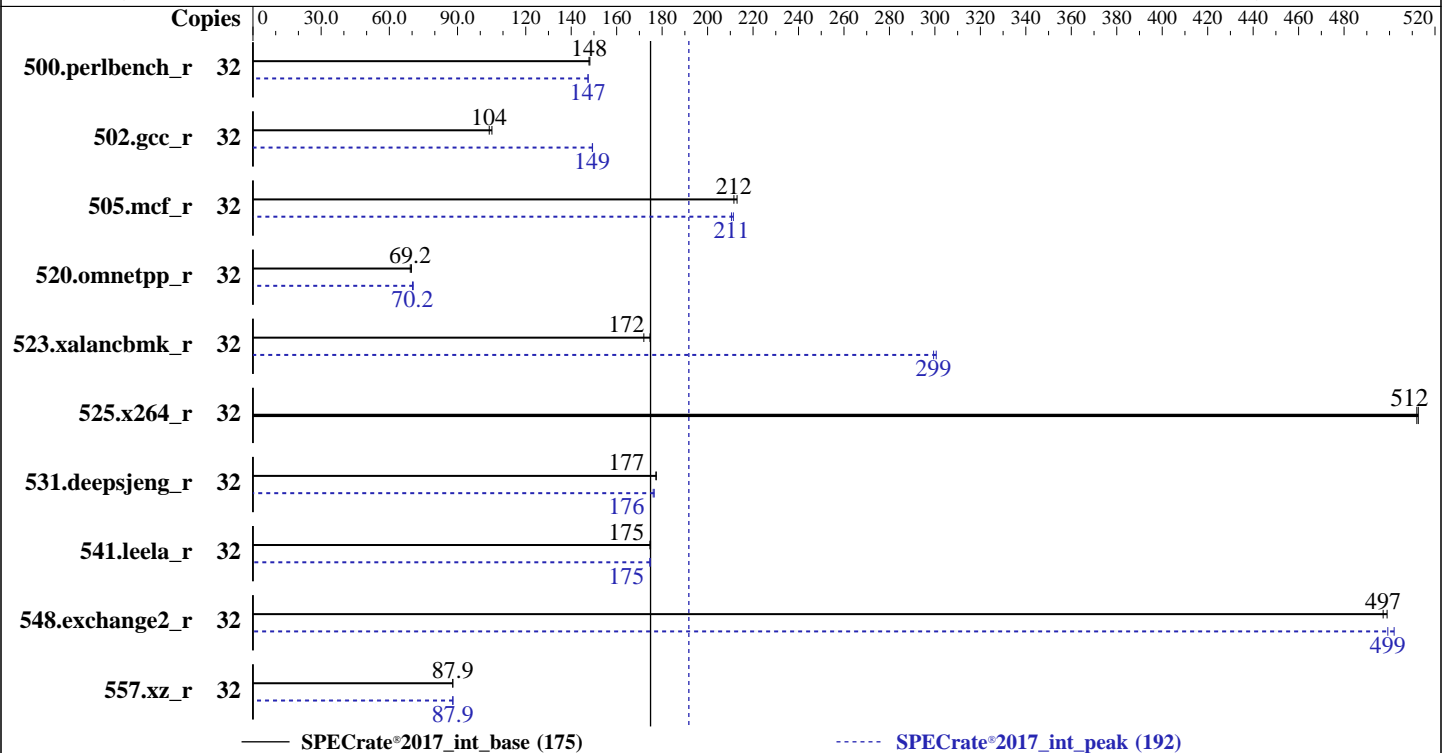 Copies 0 30.0 60.0 90.0 120 140 160 180 200 220 240 260 280 300 320 340 360 380 400 420 440 460 480 520
148
500.perlbench_r 32
147
104
502.gcc_r 32
149
212
505.mcf_r 32
211
69.2
520.omnetpp_r 32
70.2
172
523.xalancbmk_r 32
299
512
525.x264_r 32
177
531.deepsjeng_r 32
176
175
541.leela_r 32
175
497
548.exchange2_r 32
499
87.9
557.xz_r 32
87.9
SPECrate®2017_int_base (175) SPECrate®2017_int_peak (192)